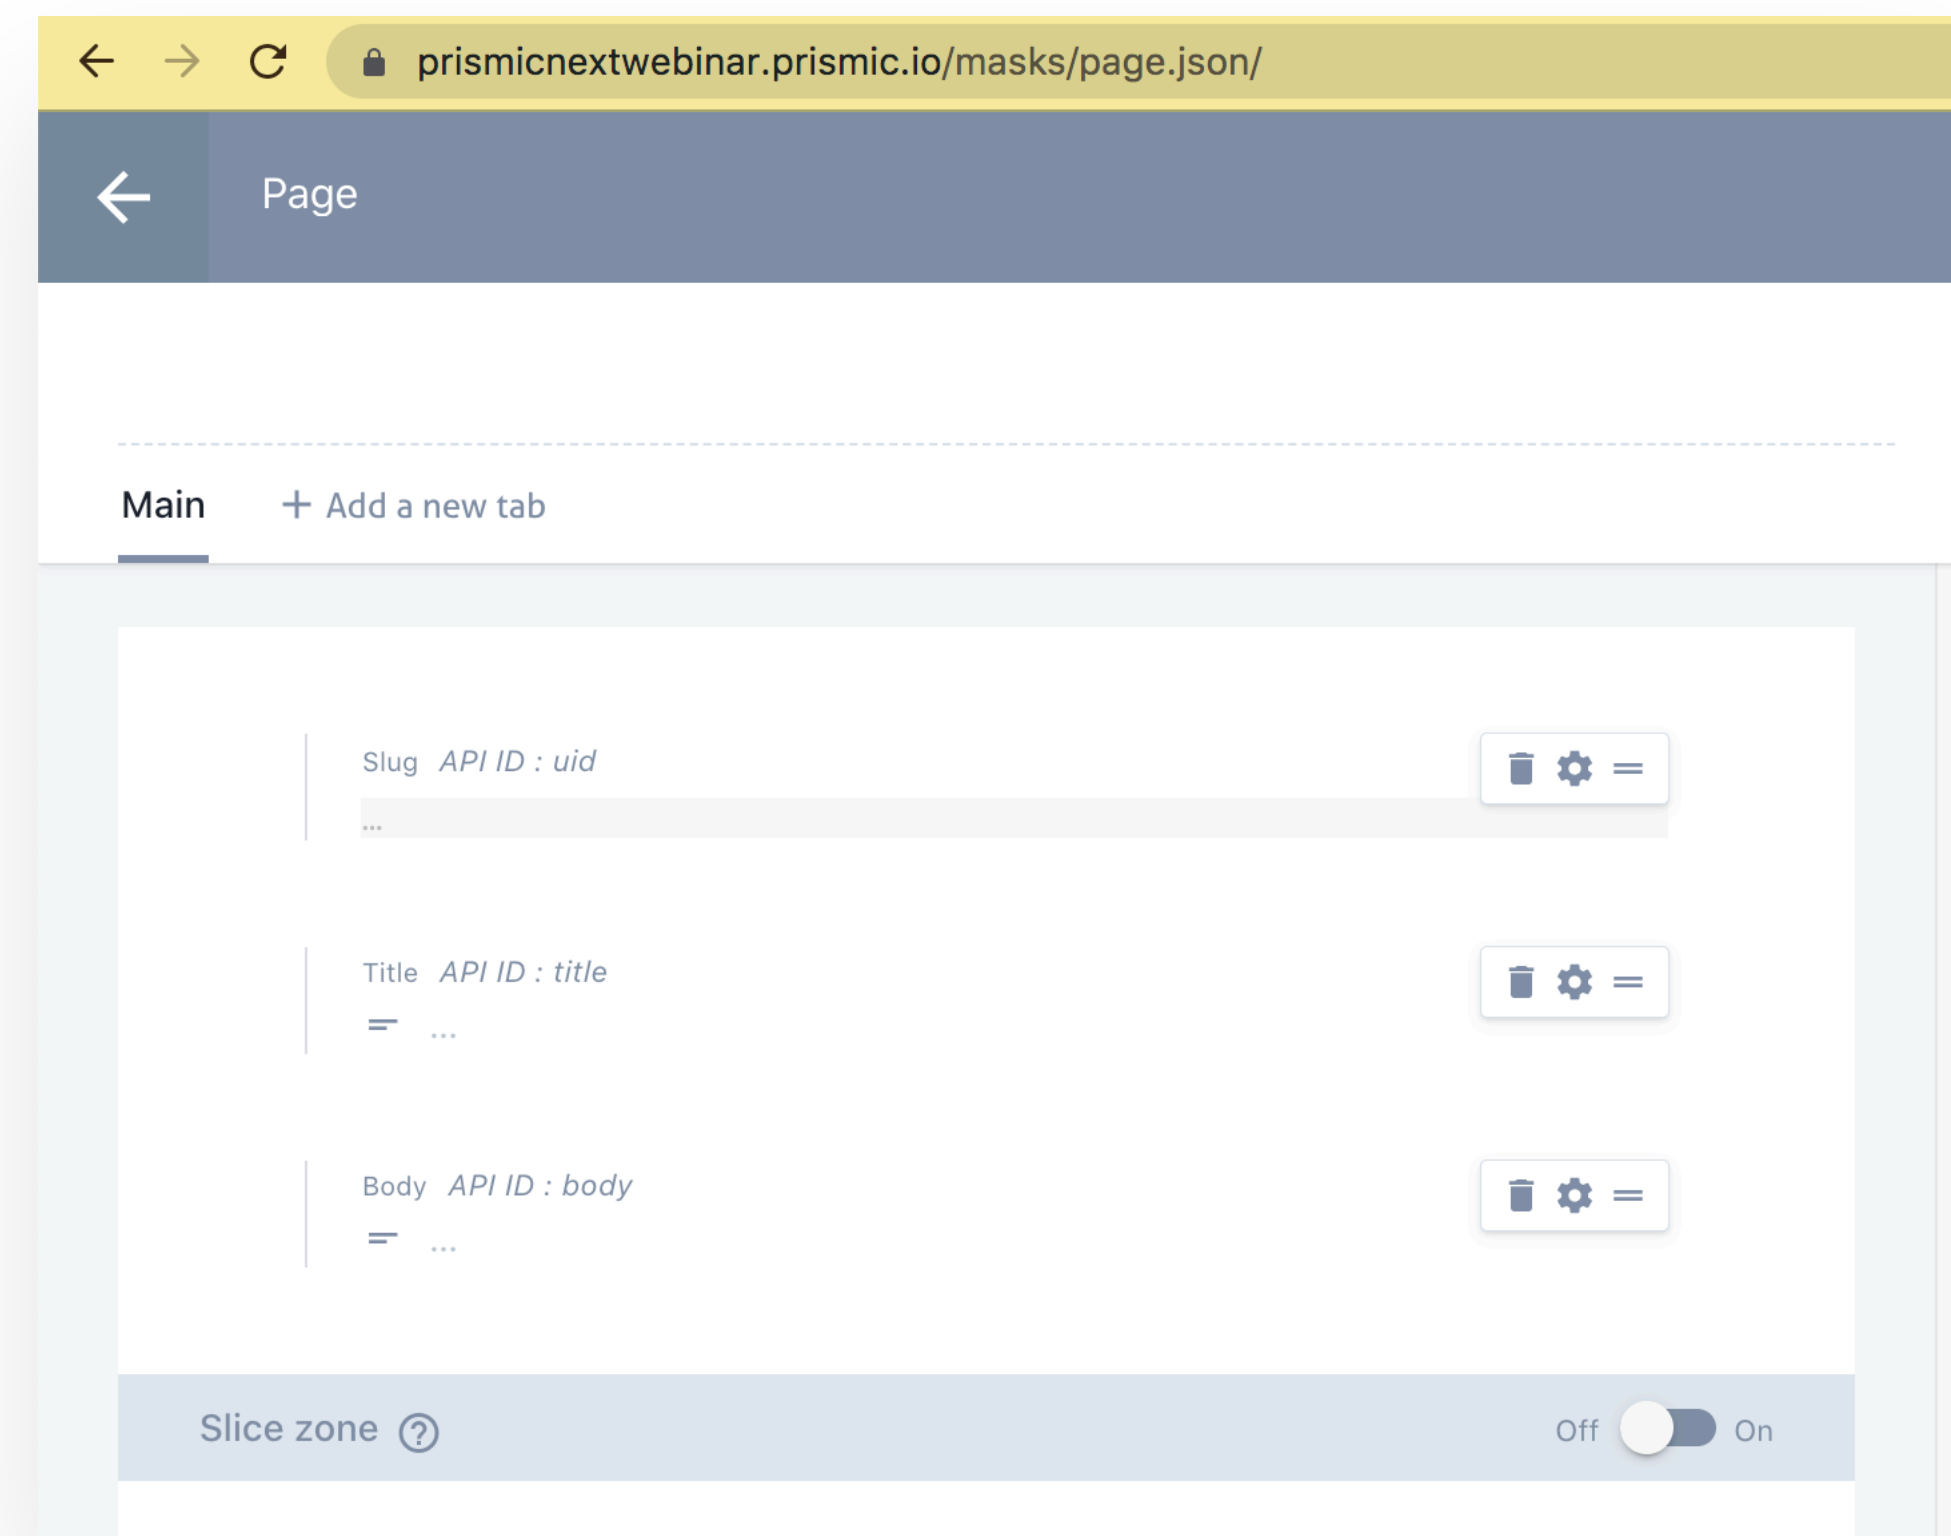 prismicnextwebinar.prismic.io/masks/page.json/
Page
Main + Add a new tab
Slug API ID : uid
...
Title API ID : title
...
Body API ID : body
...
Slice zone ? Off On